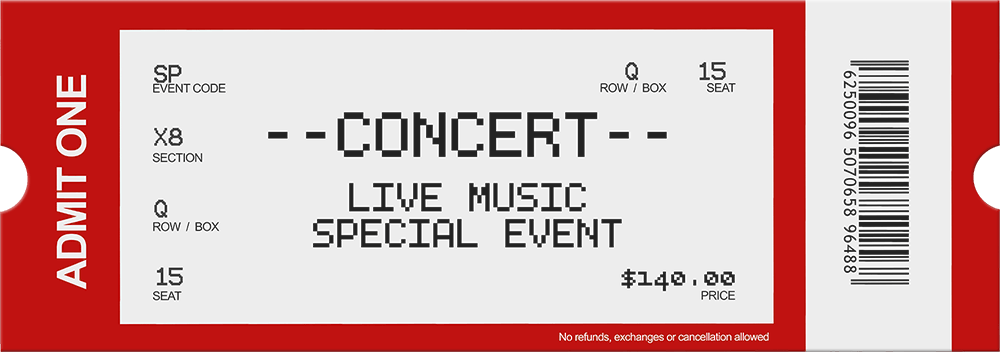 ADMIT ONE
SP
EVENT CODE
Q
ROW / BOX
15
SEAT
X8
SECTION
--CONCERT--
LIVE MUSIC
SPECIAL EVENT
Q
ROW / BOX
15
SEAT
$140.00
PRICE
No refunds, exchanges or cancellation allowed
6250096 5070658 96488